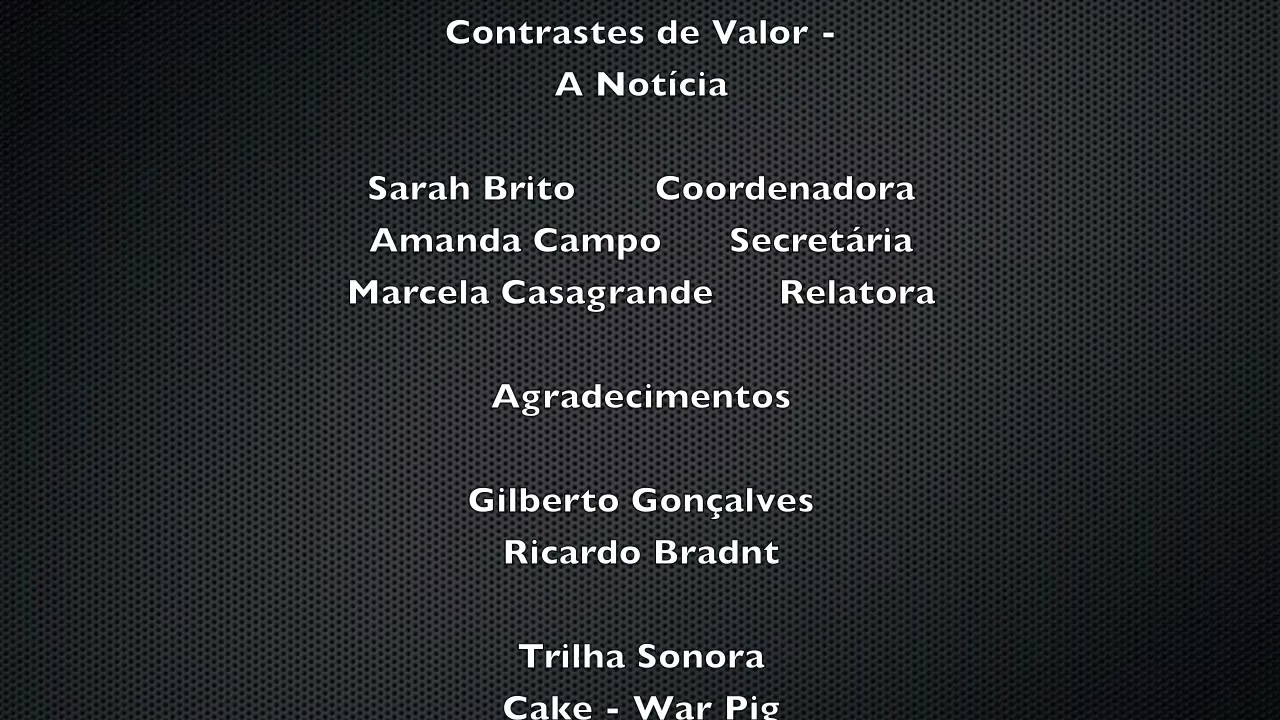 Contrastes de Valor -
A Notícia
Sarah Brito Coordenadora
Amanda Campo Secretária
Marcela Casagrande Relatora
Agradecimentos
Gilberto Gonçalves
Ricardo Bradnt
Trilha Sonora
Cake - War Pig